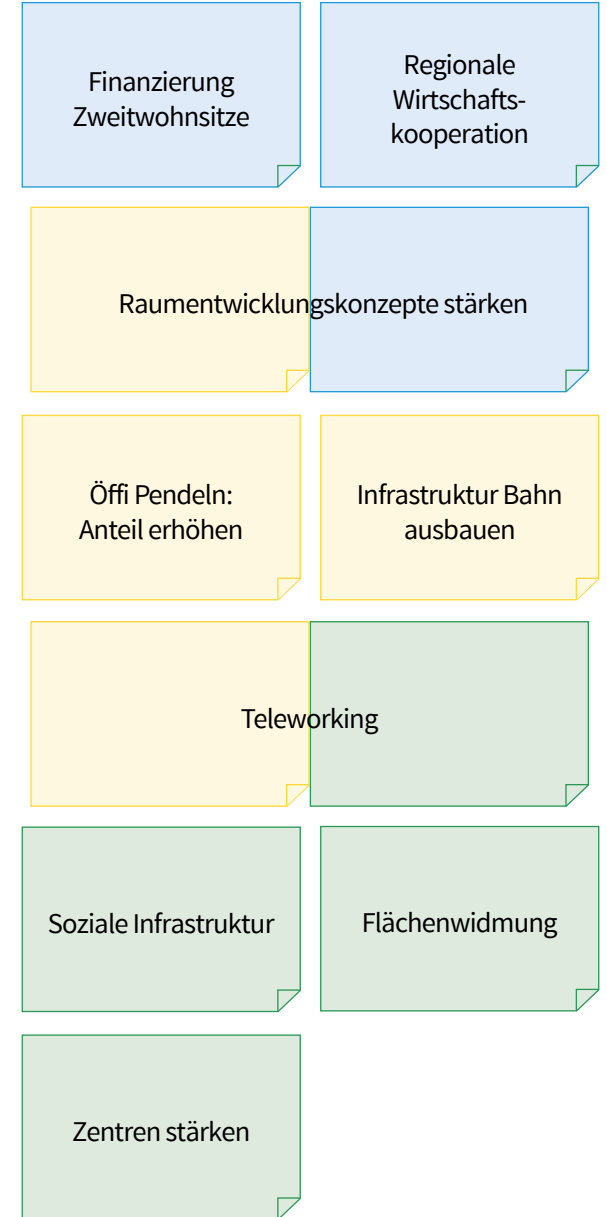 Finanzierung
Zweitwohnsitze
Regionale
Wirtschafts-
kooperation
Raumentwicklungskonzepte stärken
Öffi Pendeln:
Anteil erhöhen
Infrastruktur Bahn
ausbauen
Teleworking
Soziale Infrastruktur
Flächenwidmung
Zentren stärken